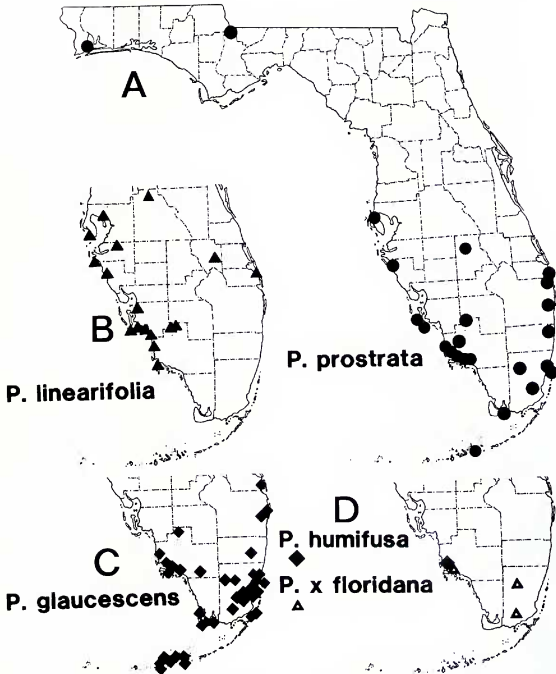 A
B
P. linearifolia
P. prostrata
C
P. glaucescens
D
P. humifusa
P. x floridana